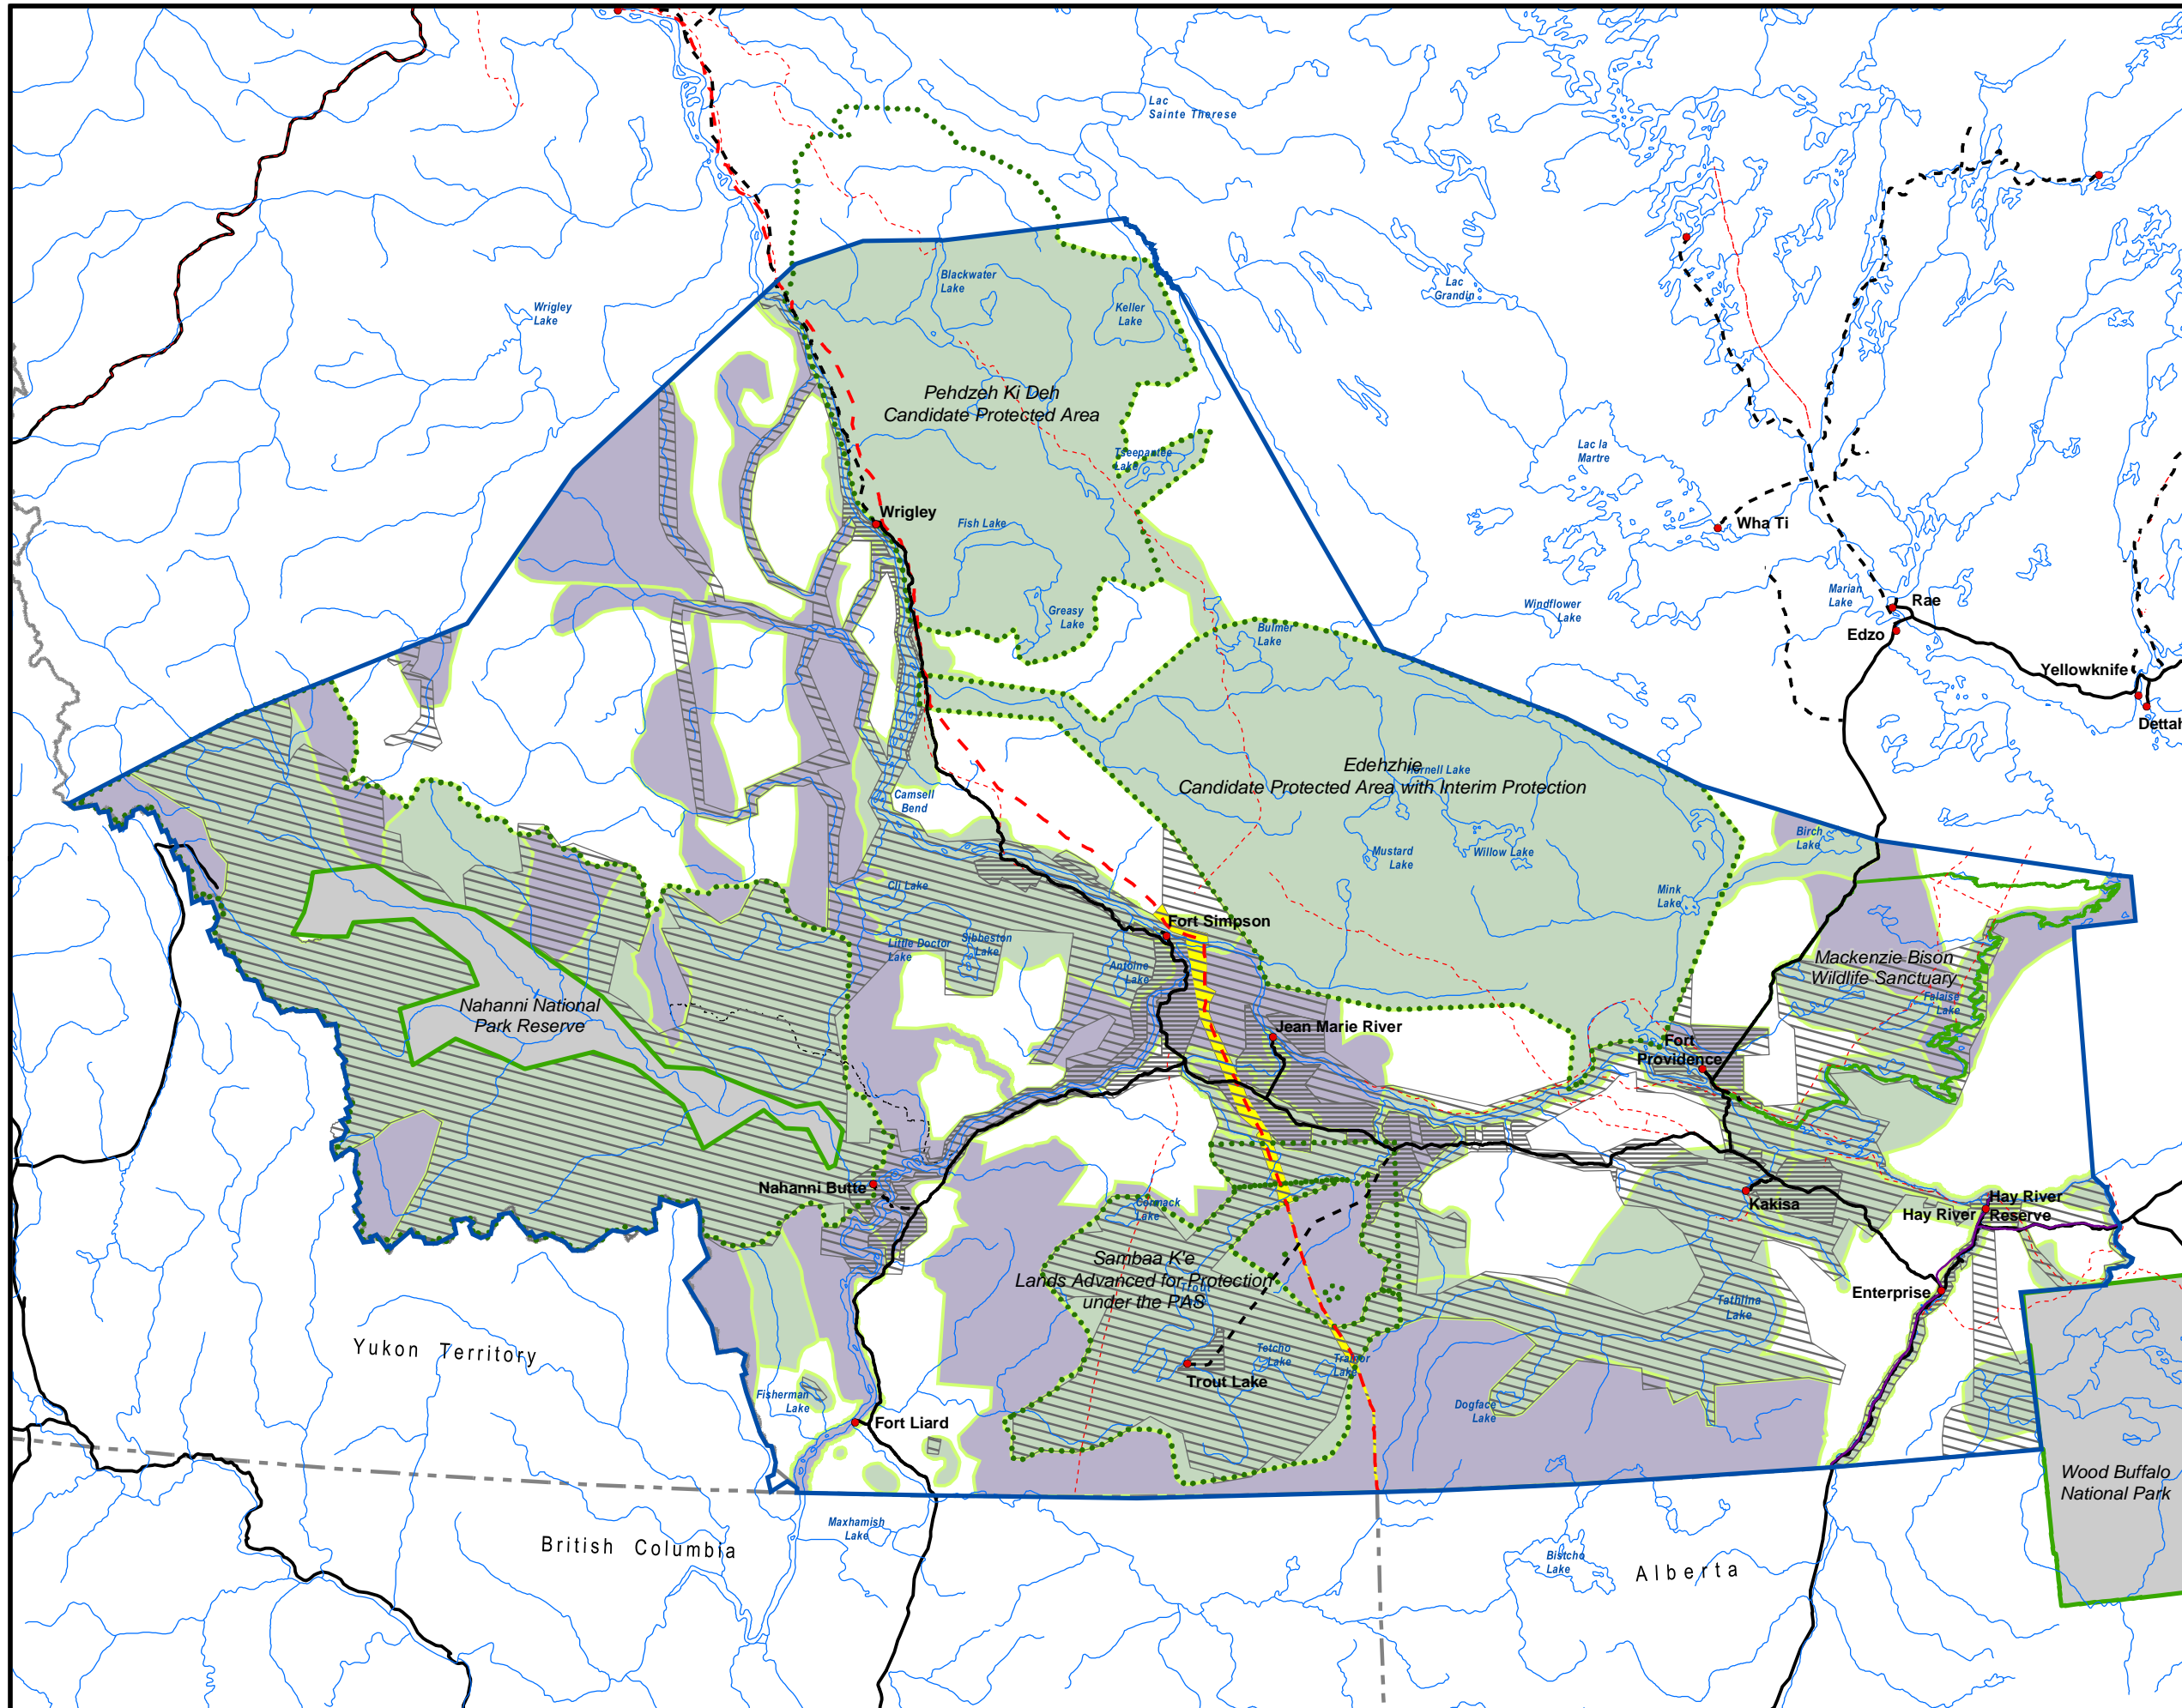 Lac
Sainte Therese
Blackwater
Lake
Keller
Lake
Lac
Grandin
Wrigley
Lake
Pehdzeh Ki Deh
Candidate Protected Area
Tseepantee
Lake
Lac la
Martre
Wrigley
Fish Lake
Wha Ti
Greasy
Lake
Bulmer
Lake
Windflower
Lake
Marian
Lake
Rae
Edzo
Yellowknife
Dettah
Edehzhie
Candidate Protected Area with Interim Protection
Hornell Lake
Camsell
Bend
Mustard
Lake
Willow Lake
Birch
Lake
Mink
Lake
Cli Lake
Fort Simpson
Little Doctor
Lake
Sibbeston
Lake
Antoine
Lake
Mackenzie Bison
Wildlife Sanctuary
Falaise
Lake
Nahanni National
Park Reserve
Jean Marie River
Fort
Providence
Nahanni Butte
Cormack
Lake
Kakisa
Hay River
Reserve
Hay River
Sambaa K'e
Lands Advanced for Protection
under the PAS
Trout
Enterprise
Tathlina
Lake
Yukon Territory
Tetcho
Lake
Trainor
Lake
Trout Lake
Fisherman
Lake
Fort Liard
Dogface
Lake
Wood Buffalo
National Park
Maxhamish
Lake
British Columbia
Bistcho
Lake
Alberta